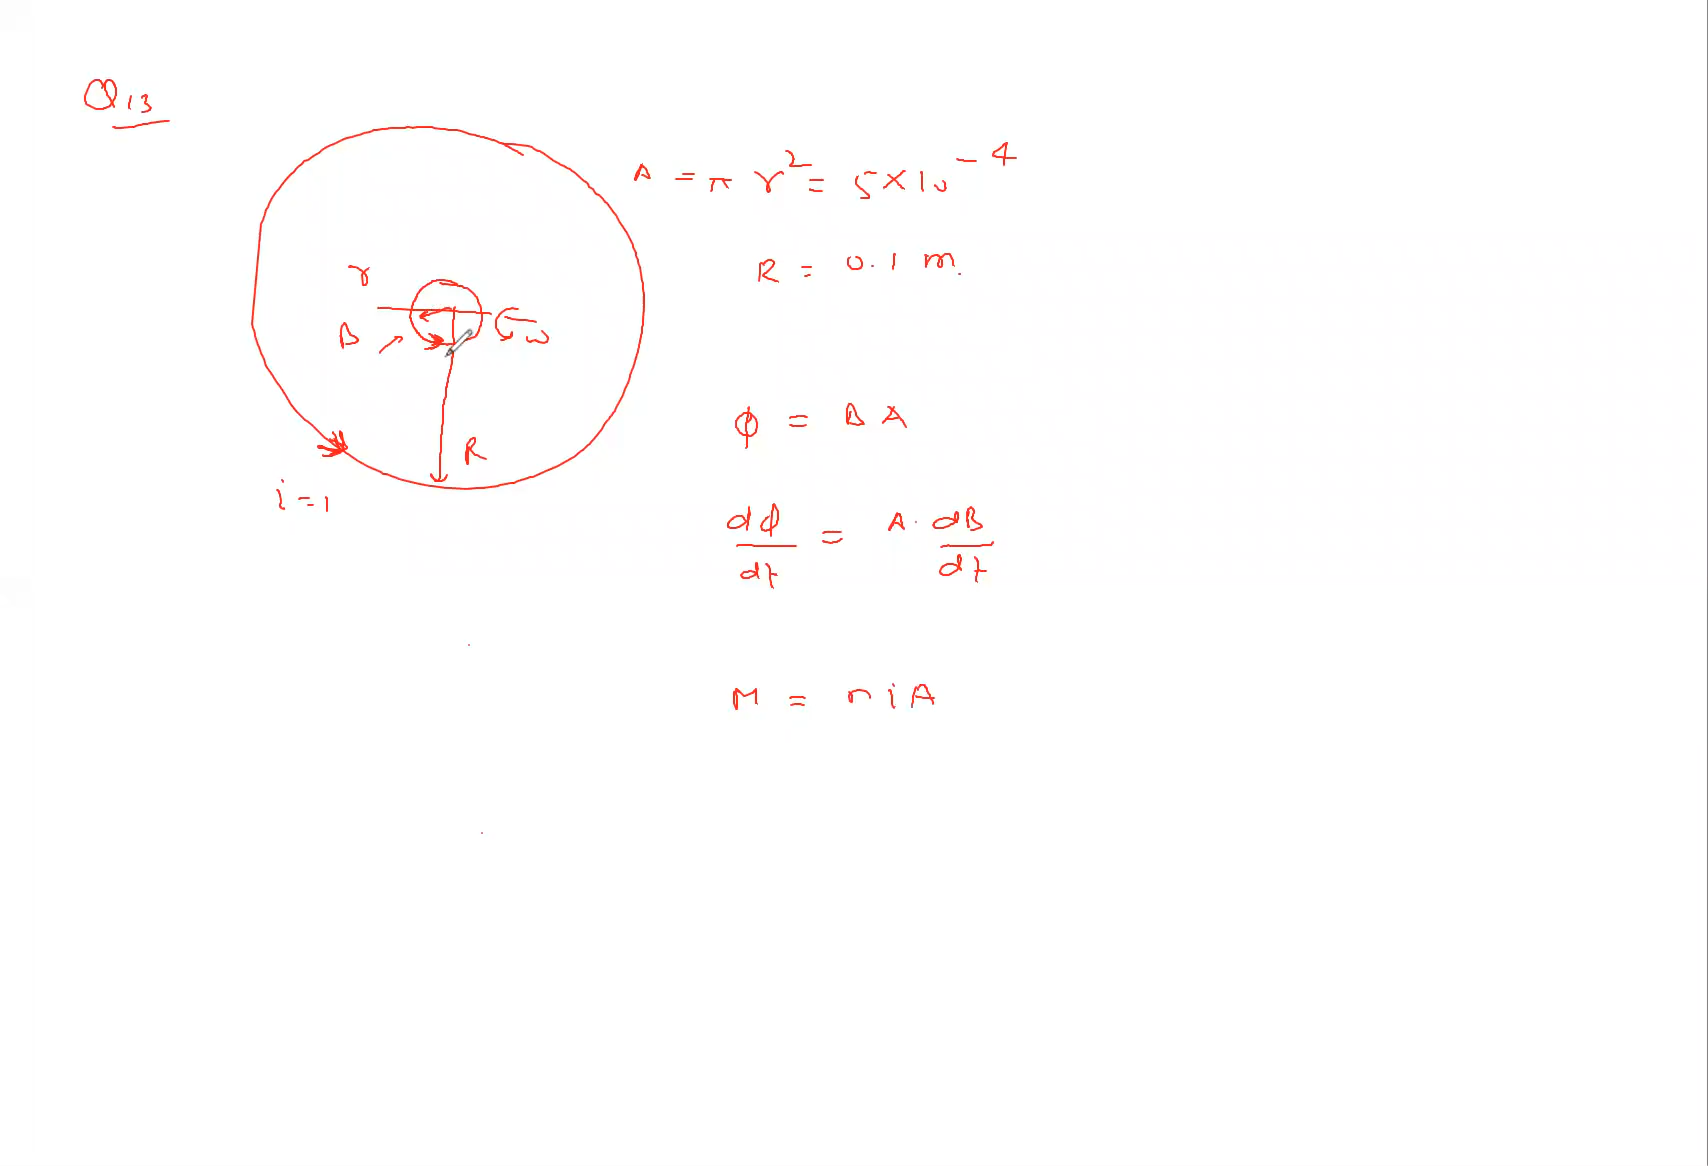 Q13
A = π r² = 5×10⁻⁴
R = 0.1 m.
r
B
ω
R
i = 1
ϕ = B A
dϕ/dt = A · dB/dt
M = n i A